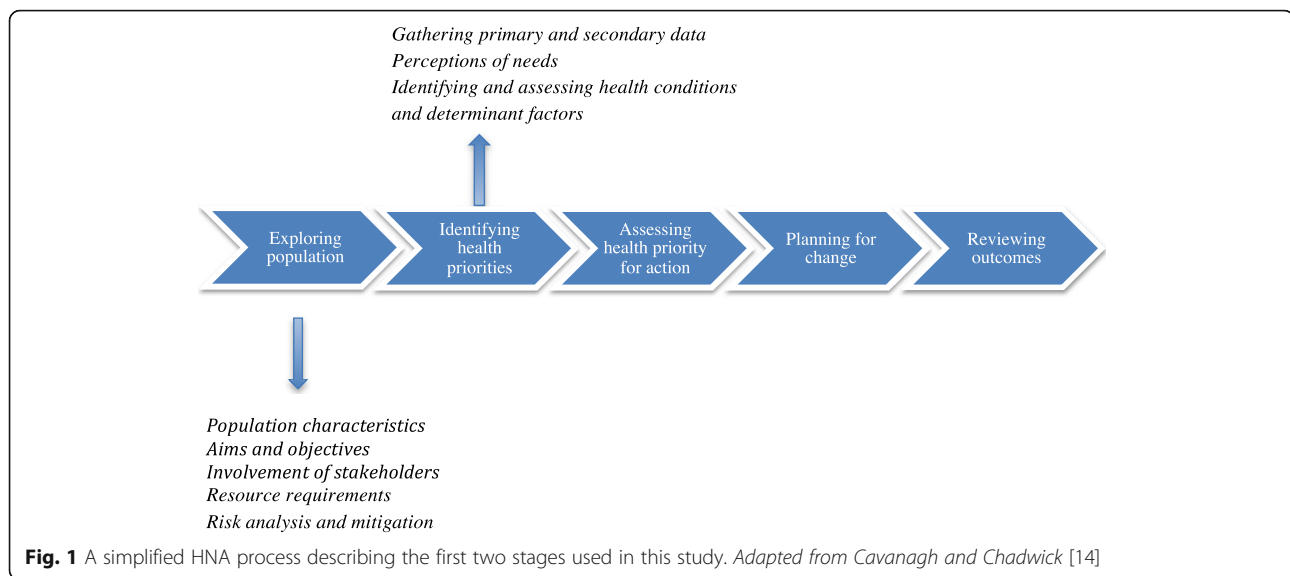 Gathering primary and secondary data
Perceptions of needs
Identifying and assessing health conditions
and determinant factors
Exploring
population
Identifying
health
priorities
Assessing
health priority
for action
Planning for
change
Reviewing
outcomes
Population characteristics
Aims and objectives
Involvement of stakeholders
Resource requirements
Risk analysis and mitigation
Fig. 1 A simplified HNA process describing the first two stages used in this study. Adapted from Cavanagh and Chadwick [14]